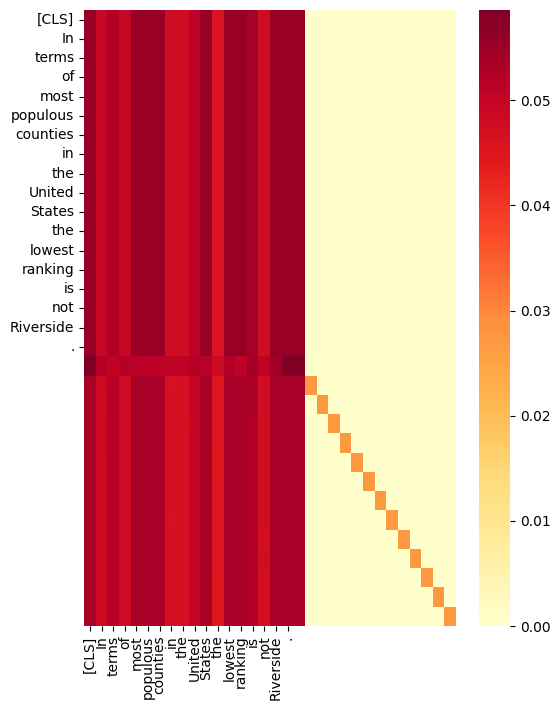 [CLS]
In
terms
of
most
populous
counties
in
the
United
States
the
lowest
ranking
is
not
Riverside
.
0.05
0.04
0.03
0.02
0.01
0.00
[CLS]
In
terms
of
most
populous
counties
in
the
United
States
the
lowest
ranking
is
not
Riverside
.